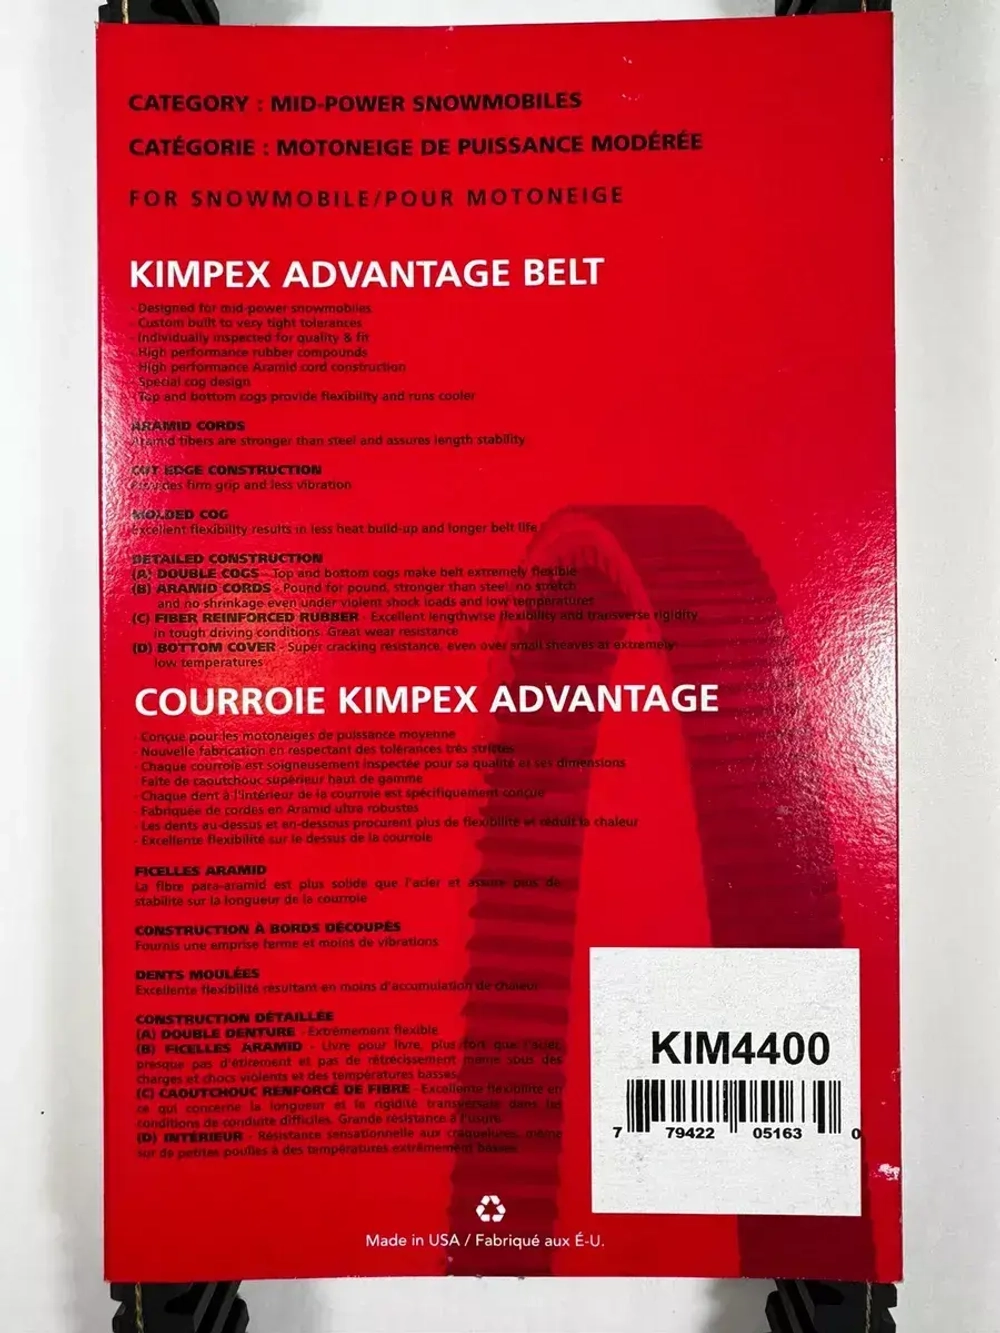 CATEGORY : MID-POWER SNOWMOBILES
CATÉGORIE : MOTONEIGE DE PUISSANCE MODÉRÉE
FOR SNOWMOBILE/POUR MOTONEIGE
KIMPEX ADVANTAGE BELT
- Designed for mid-power snowmobiles
- Custom built to very tight tolerances
- Individually inspected for quality & fit
- High performance rubber compounds
- High performance Aramid cord construction
- Special cog design
- Top and bottom cogs provide flexibility and runs cooler
ARAMID CORDS
Aramid fibers are stronger than steel and assures length stability
CUT EDGE CONSTRUCTION
Provides firm grip and less vibration
MOLDED COG
Excellent flexibility results in less heat build-up and longer belt life
DETAILED CONSTRUCTION
(A) DOUBLE COGS - Top and bottom cogs make belt extremely flexible
(B) ARAMID CORDS - Pound for pound, stronger than steel, no stretch
and no shrinkage even under violent shock loads and low temperatures
(C) FIBER REINFORCED RUBBER - Excellent lengthwise flexibility and transverse rigidity
in tough driving conditions. Great wear resistance
(D) BOTTOM COVER - Super cracking resistance, even over small sheaves at extremely
low temperatures
COURROIE KIMPEX ADVANTAGE
- Conçue pour les motoneiges de puissance moyenne
- Nouvelle fabrication en respectant des tolérances très strictes
- Chaque courroie est soigneusement inspectée pour sa qualité et ses dimensions
- Faite de caoutchouc supérieur haut de gamme
- Chaque dent à l'intérieur de la courroie est spécifiquement conçue
- Fabriquée de cordes en Aramid ultra robustes
- Les dents au-dessus et en-dessous procurent plus de flexibilité et réduit la chaleur
- Excellente flexibilité sur le dessus de la courroie
FICELLES ARAMID
La fibre para-aramid est plus solide que l'acier et assure plus de
stabilité sur la longueur de la courroie
CONSTRUCTION À BORDS DÉCOUPÉS
Fournis une emprise ferme et moins de vibrations
DENTS MOULÉES
Excellente flexibilité résultant en moins d'accumulation de chaleur
CONSTRUCTION DÉTAILLÉE
(A) DOUBLE DENTURE - Extrêmement flexible
(B) FICELLES ARAMID - Livre pour livre, plus fort que l'acier,
presque pas d'étirement et pas de rétrécissement même sous des
charges et chocs violents et des températures basses
(C) CAOUTCHOUC RENFORCÉ DE FIBRE - Excellente flexibilité en
ce qui concerne la longueur et la rigidité transversale dans les
conditions de conduite difficiles. Grande résistance à l'usure
(D) INTÉRIEUR - Résistance sensationnelle aux craquelures, même
sur de petites poulies à des températures extrêmement basses
KIM4400
7 79422 05163 0
Made in USA / Fabriqué aux É-U.